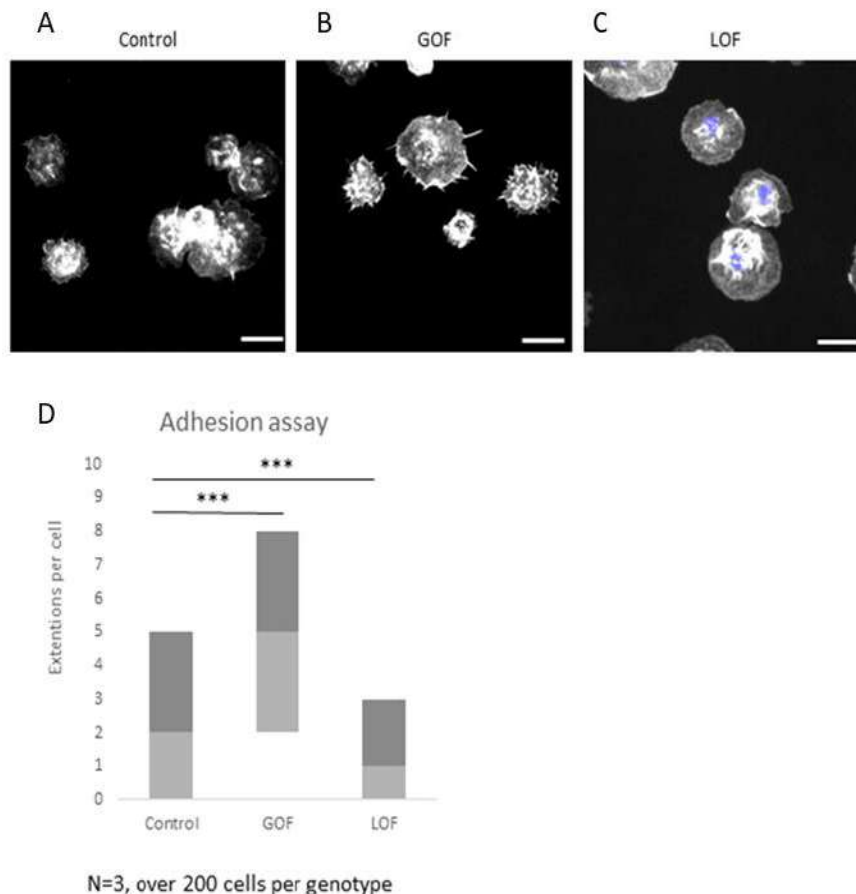 A
Control
B
GOF
C
LOF
D
Adhesion assay
Extentions per cell
10
9
8
7
6
5
4
3
2
1
0
***
***
Control
GOF
LOF
N=3, over 200 cells per genotype